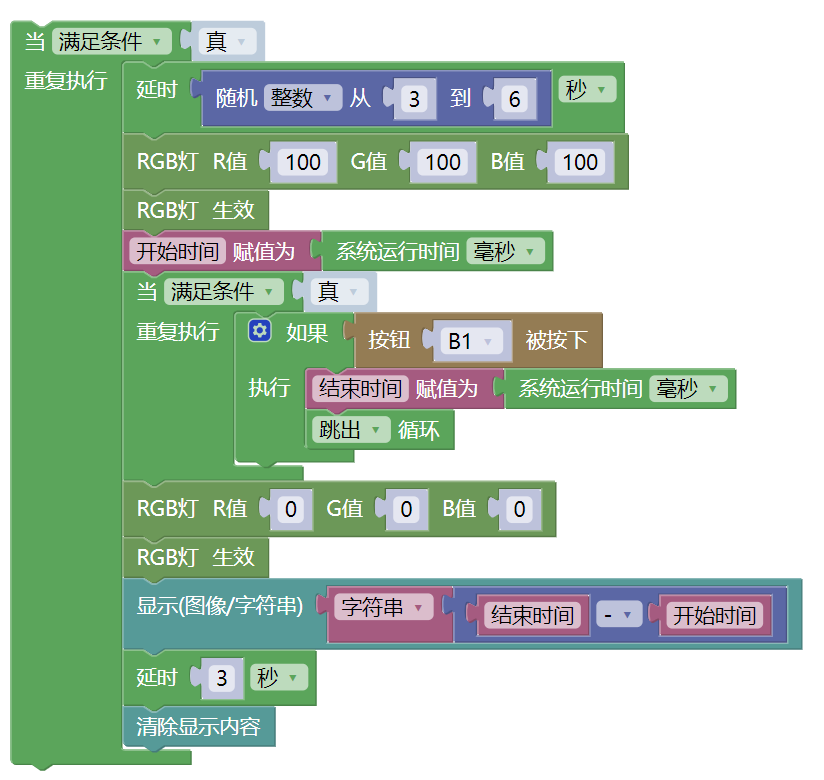 当 满足条件 真
重复执行
延时 随机 整数 从 3 到 6 秒
RGB灯 R值 100 G值 100 B值 100
RGB灯 生效
开始时间 赋值为 系统运行时间 毫秒
当 满足条件 真
重复执行 如果 按钮 B1 被按下
执行 结束时间 赋值为 系统运行时间 毫秒
跳出 循环
RGB灯 R值 0 G值 0 B值 0
RGB灯 生效
显示(图像/字符串) 字符串 结束时间 - 开始时间
延时 3 秒
清除显示内容